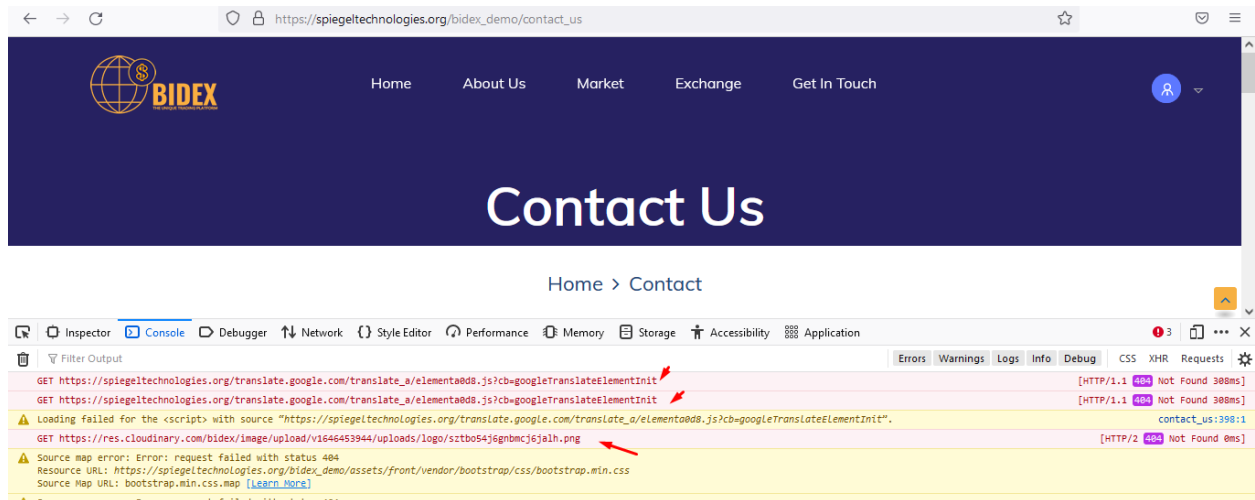 https://spiegeltechnologies.org/bidex_demo/contact_us
BIDEX
THE UNIQUE TRADING PLATFORM
Home About Us Market Exchange Get In Touch
Contact Us
Home > Contact
Inspector Console Debugger Network Style Editor Performance Memory Storage Accessibility Application 3
Filter Output Errors Warnings Logs Info Debug CSS XHR Requests
GET https://spiegeltechnologies.org/translate.google.com/translate_a/elementa0d8.js?cb=googleTranslateElementInit [HTTP/1.1 404 Not Found 308ms]
GET https://spiegeltechnologies.org/translate.google.com/translate_a/elementa0d8.js?cb=googleTranslateElementInit [HTTP/1.1 404 Not Found 308ms]
Loading failed for the <script> with source “https://spiegeltechnologies.org/translate.google.com/translate_a/elementa0d8.js?cb=googleTranslateElementInit”. contact_us:398:1
GET https://res.cloudinary.com/bidex/image/upload/v1646453944/uploads/logo/sztbo54j6gnbmcj6jalh.png [HTTP/2 404 Not Found 0ms]
Source map error: Error: request failed with status 404
Resource URL: https://spiegeltechnologies.org/bidex_demo/assets/front/vendor/bootstrap/css/bootstrap.min.css
Source Map URL: bootstrap.min.css.map [Learn More]